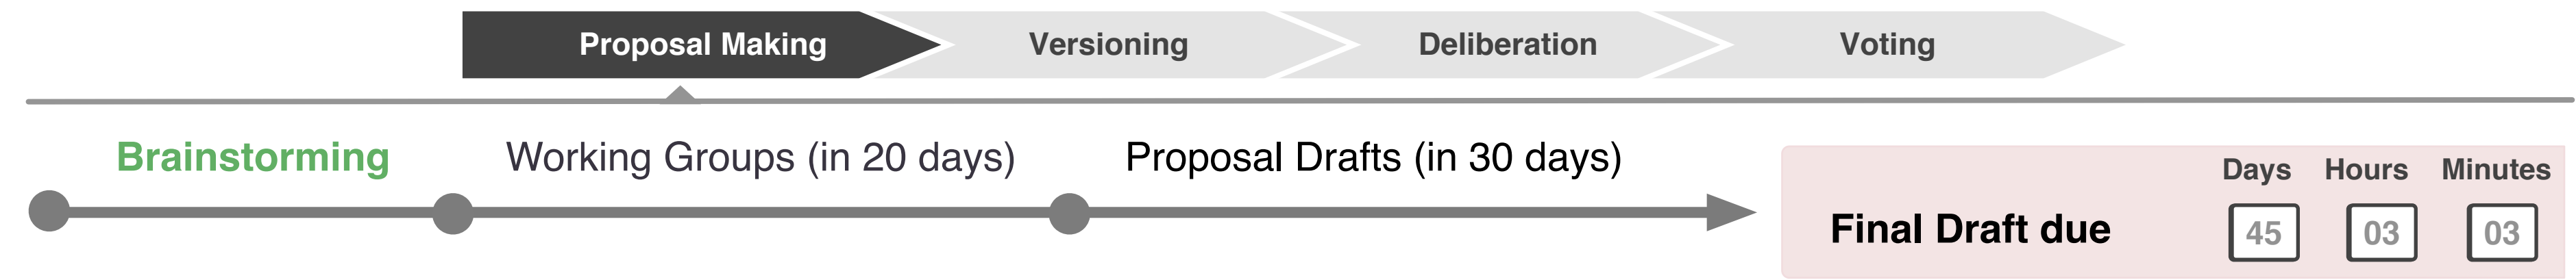 Proposal Making Versioning Deliberation Voting
Brainstorming Working Groups (in 20 days) Proposal Drafts (in 30 days)
Days Hours Minutes
Final Draft due 45 03 03